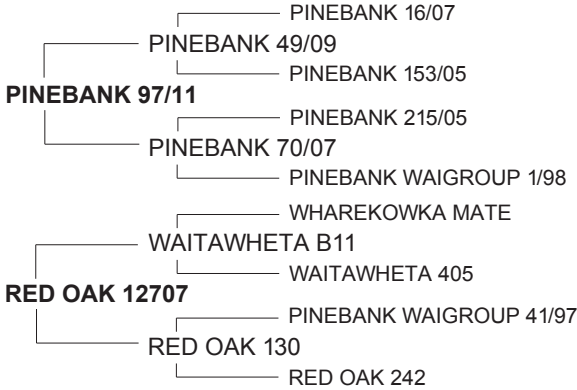 PINEBANK 16/07
PINEBANK 49/09
PINEBANK 153/05
PINEBANK 97/11
PINEBANK 215/05
PINEBANK 70/07
PINEBANK WAIGROUP 1/98
WHAREKOWKA MATE
WAITAWHETA B11
WAITAWHETA 405
RED OAK 12707
PINEBANK WAIGROUP 41/97
RED OAK 130
RED OAK 242